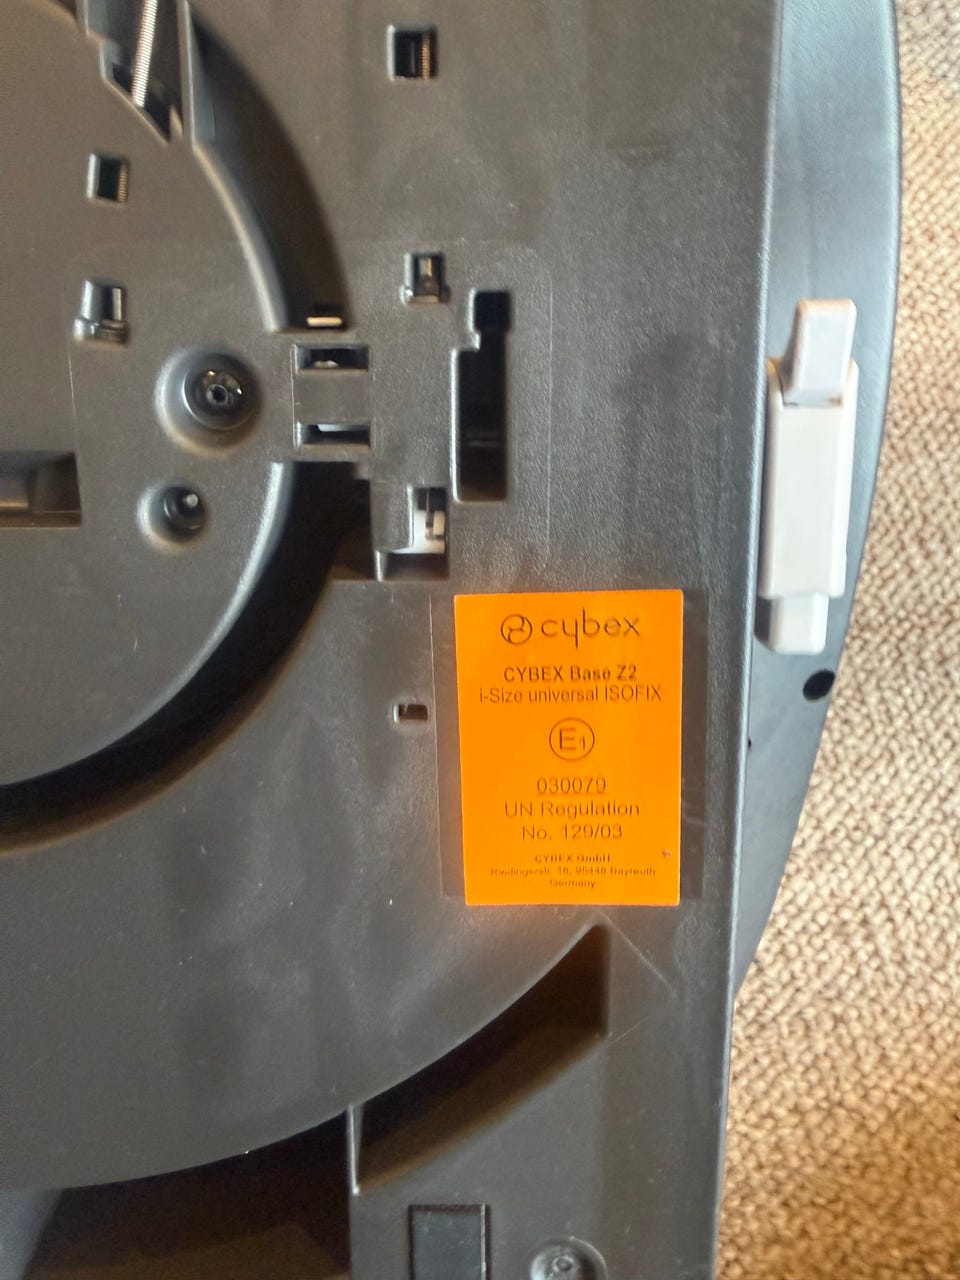 cybex
CYBEX Base Z2
i-Size universal ISOFIX
E1
030079
UN Regulation
No. 129/03
CYBEX GmbH
Riedingerstr. 18, 95448 Bayreuth
Germany